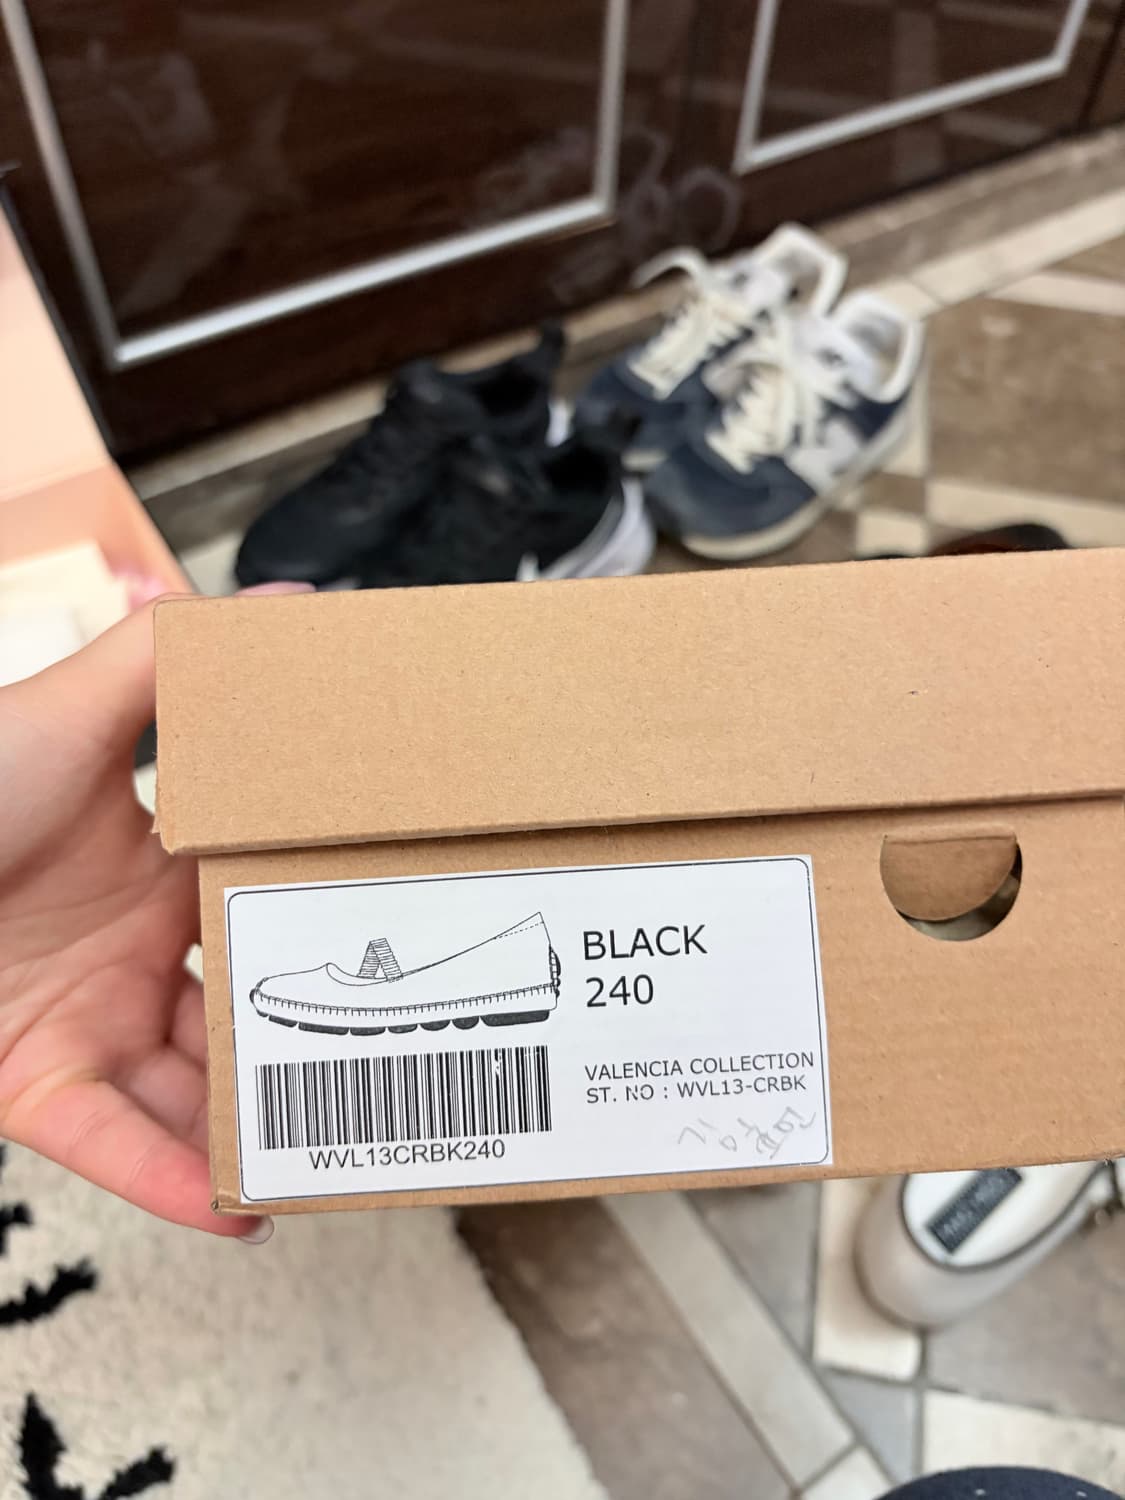 BLACK
240
VALENCIA COLLECTION
ST. NO : WVL13-CRBK
WVL13CRBK240